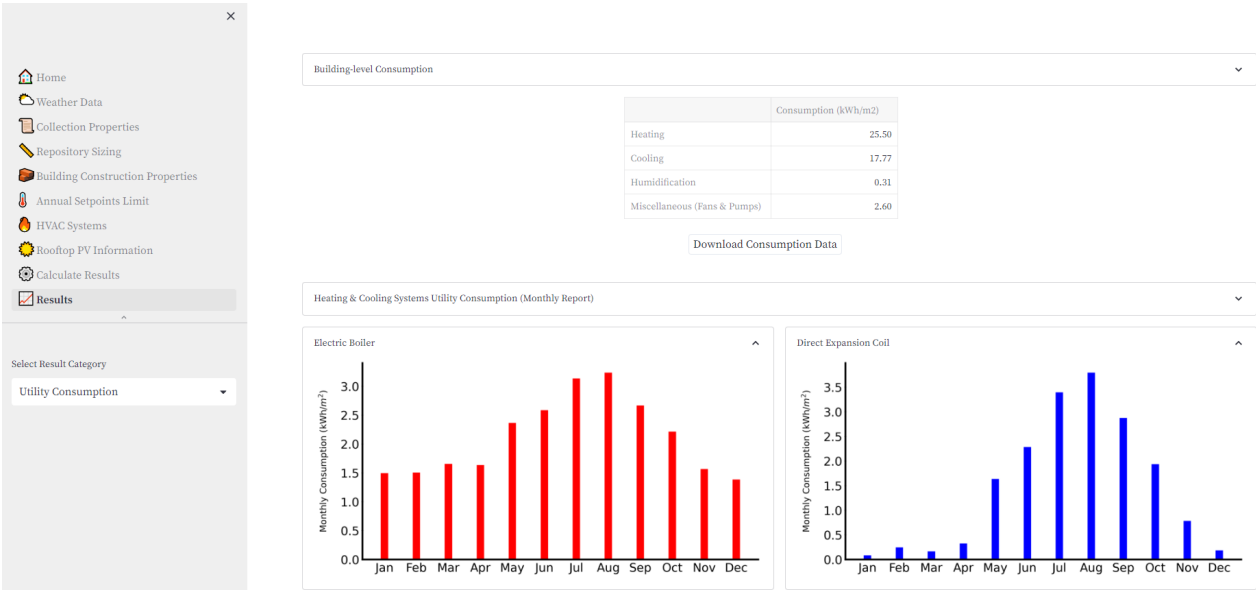 ×
Home
Weather Data
Collection Properties
Repository Sizing
Building Construction Properties
Annual Setpoints Limit
HVAC Systems
Rooftop PV Information
Calculate Results
Results
Select Result Category
Utility Consumption
Building-level Consumption
Consumption (kWh/m2)
Heating 25.50
Cooling 17.77
Humidification 0.31
Miscellaneous (Fans & Pumps) 2.60
Download Consumption Data
Heating & Cooling Systems Utility Consumption (Monthly Report)
Electric Boiler
Monthly Consumption (kWh/m²)
3.0
2.5
2.0
1.5
1.0
0.5
0.0
Jan Feb Mar Apr May Jun Jul Aug Sep Oct Nov Dec
Direct Expansion Coil
Monthly Consumption (kWh/m²)
3.5
3.0
2.5
2.0
1.5
1.0
0.5
0.0
Jan Feb Mar Apr May Jun Jul Aug Sep Oct Nov Dec